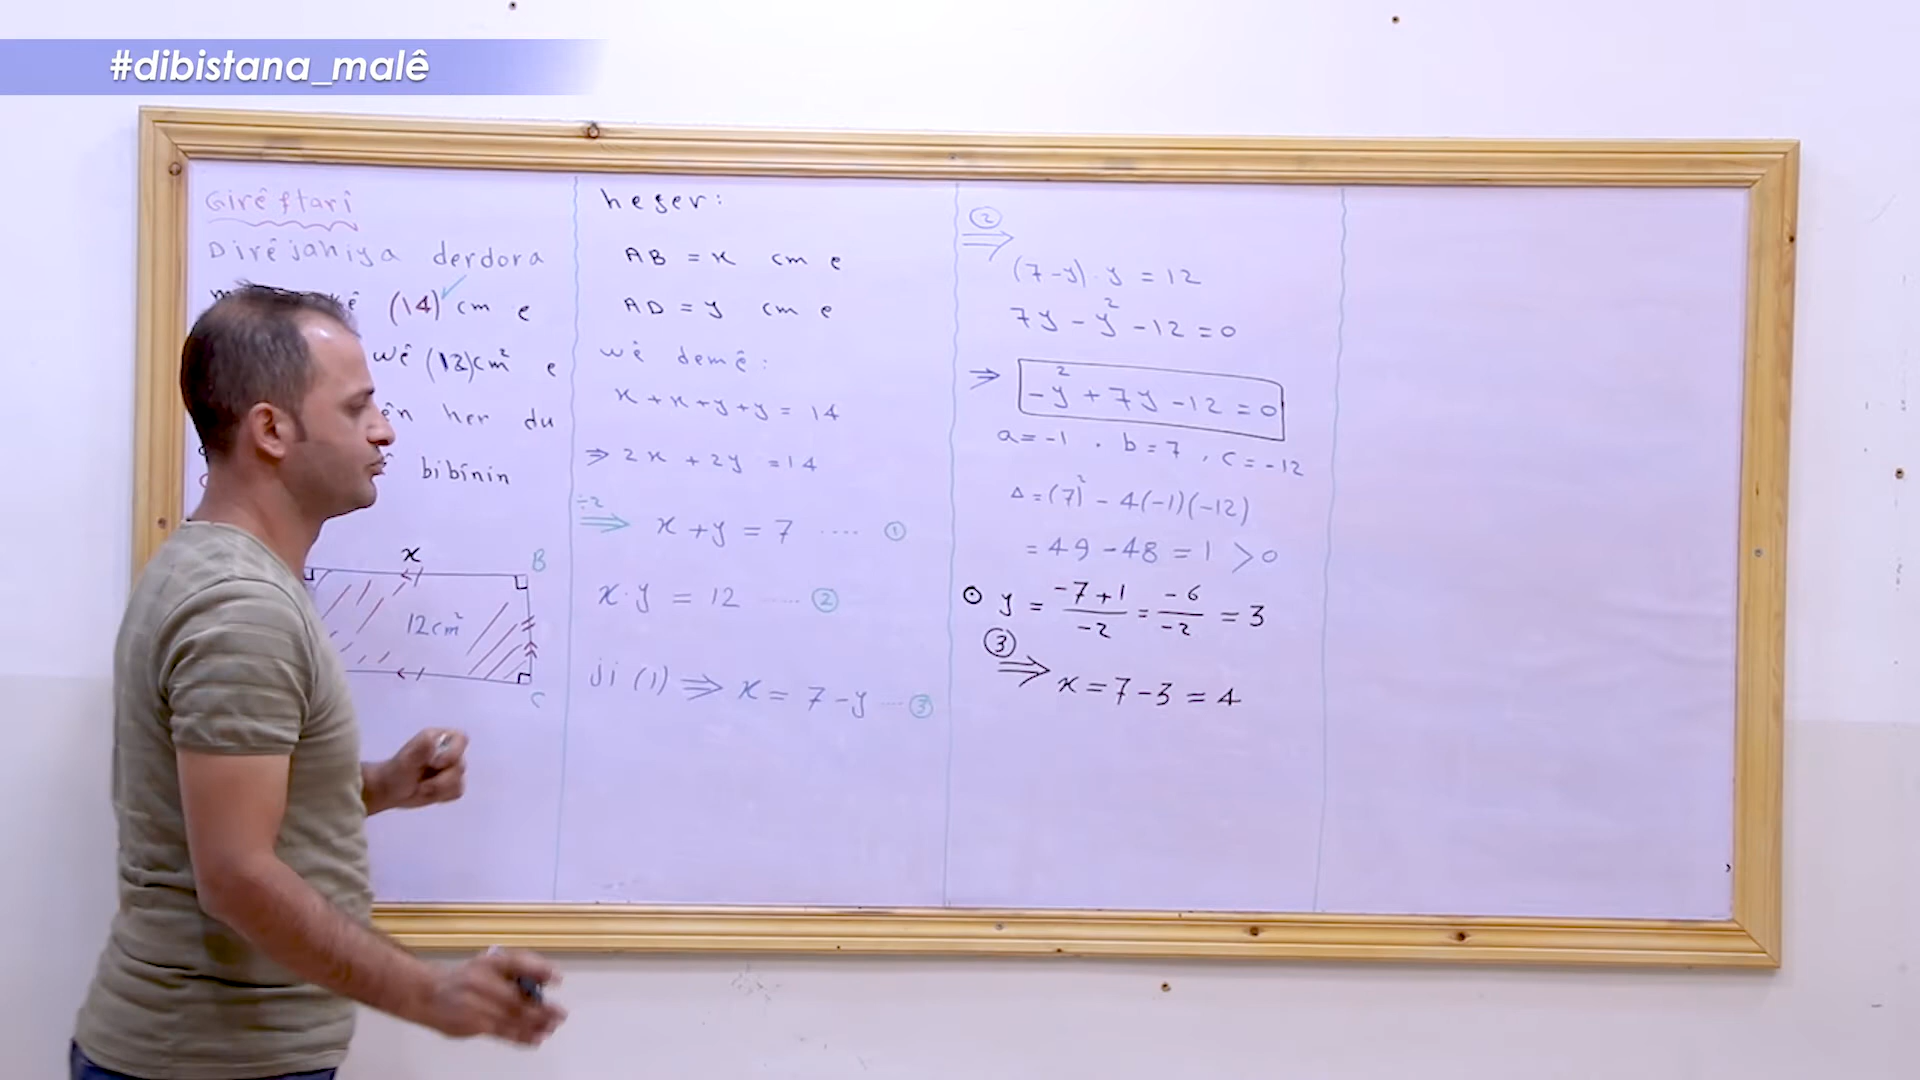 #dibistana_malê
Girêftarî
Dirêjahiya derdora
(14) cm e
wê (12)cm² e
her du
bibînin
x
B
12cm²
C
heger:
AB = x cm e
AD = y cm e
wê demê:
x + x + y + y = 14
⇒ 2x + 2y = 14
÷2 ⇒ x + y = 7 .... ①
x·y = 12 ..... ②
ji (1) ⇒ x = 7 - y .... ③
② ⇒
(7 - y) · y = 12
7y - y² - 12 = 0
⇒ -y² + 7y - 12 = 0
a = -1 , b = 7 , c = -12
Δ = (7)² - 4(-1)(-12)
= 49 - 48 = 1 > 0
⊙ y = (-7+1)/-2 = -6/-2 = 3
③ ⇒ x = 7 - 3 = 4